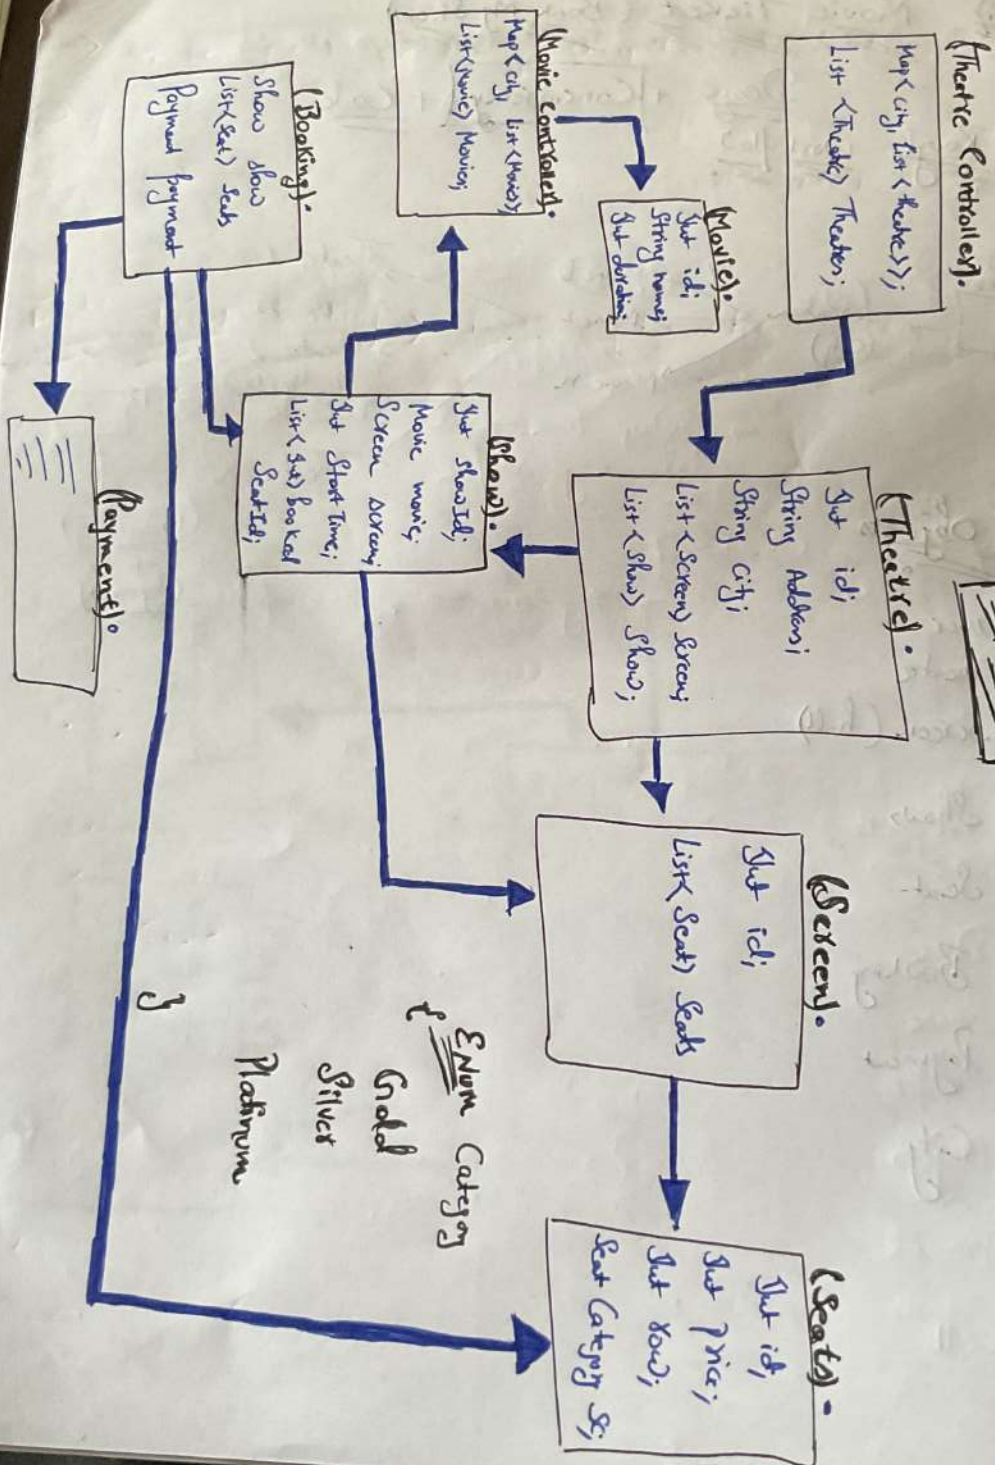 (Theatre Controller).
Map<city, List<theatre>>;
List <Theatre> Theatres;
(Theatre).
Int id;
String Address;
String City;
List<Screen> Screen;
List<Show> Show;
(Screen).
Int id;
List<Seat> Seats
(Seats).
Int id;
Int Price;
Int row;
Seat Category Sc;
(Movie).
Int id;
String name;
Int duration;
(Movie controller).
Map<city, List<Movie>>;
List<Movie> Movies;
(Show).
Int showId;
Movie movie;
Screen screen;
Int Start Time;
List<Int> booked
SeatId;
ENum Category
{
Gold
Silver
Platinum
}
(Booking).
Show show
List<Seat> Seats
Payment payment
(Payment).